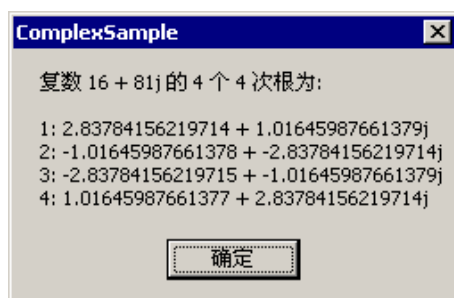 ComplexSample
复数 16 + 81j 的 4 个 4 次根为:
1: 2.83784156219714 + 1.01645987661379j
2: -1.01645987661378 + -2.83784156219714j
3: -2.83784156219715 + -1.01645987661379j
4: 1.01645987661377 + 2.83784156219714j
确定